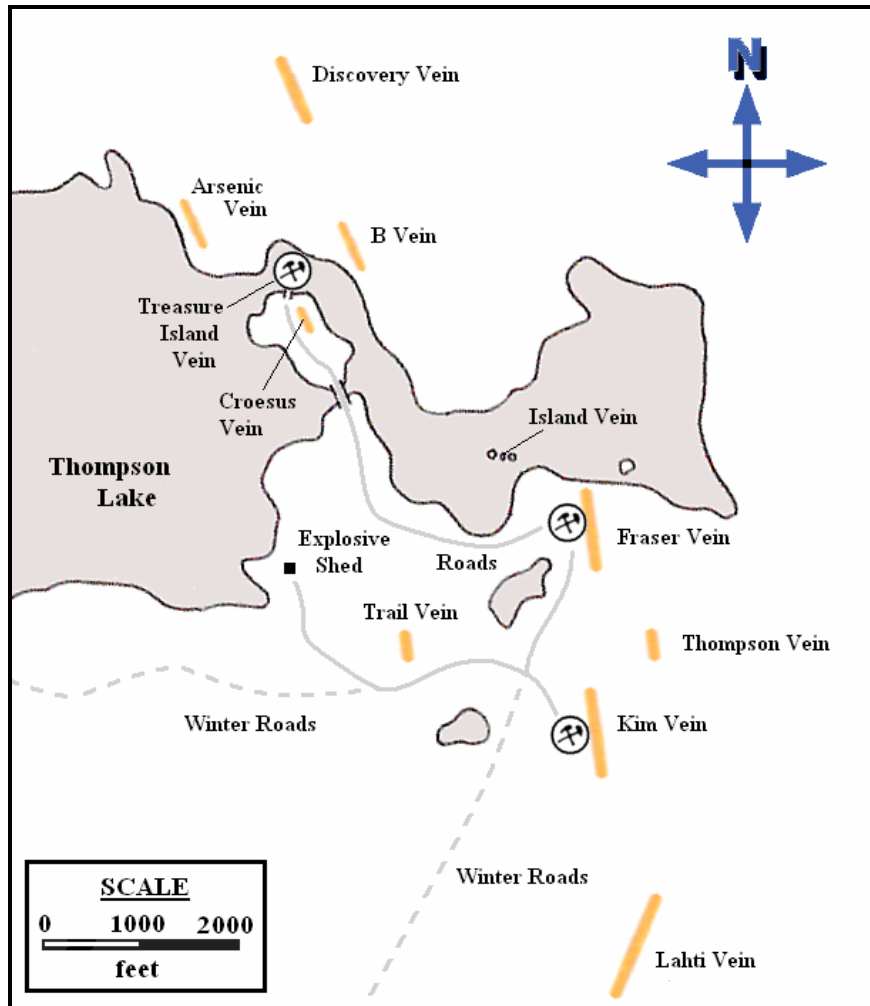 N
Discovery Vein
Arsenic
Vein
B Vein
Treasure
Island
Vein
Croesus
Vein
Island Vein
Thompson
Lake
Explosive
Shed
Roads
Fraser Vein
Trail Vein
Thompson Vein
Winter Roads
Kim Vein
Winter Roads
Lahti Vein
SCALE
0 1000 2000
feet